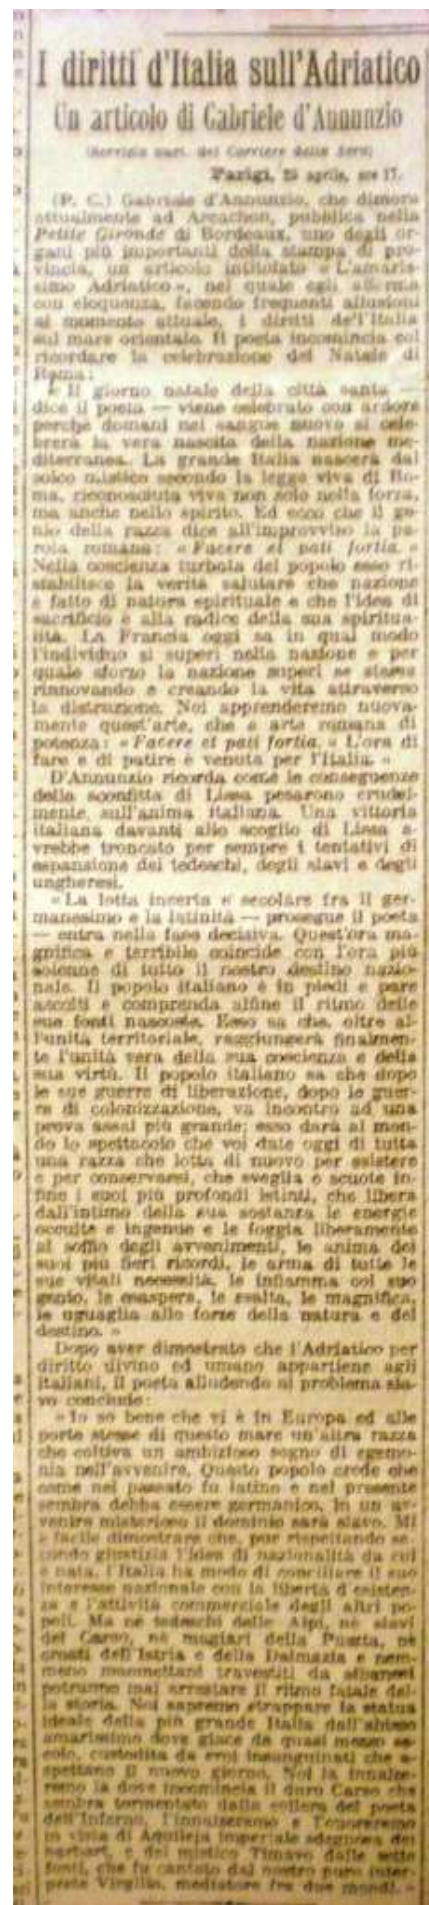 I diritti d'Italia sull'Adriatico
Un articolo di Gabriele d'Annunzio
(Servizio part. del Corriere della Sera)
Parigi, 29 aprile, ore 17.
(P. C.) Gabriele d'Annunzio, che dimora
attualmente ad Arcachon, pubblica nella
Petite Gironde di Bordeaux, uno degli or-
gani più importanti della stampa di pro-
vincia, un articolo intitolato « L'amaris-
simo Adriatico », nel quale egli afferma
con eloquenza, facendo frequenti allusioni
al momento attuale, i diritti de'l'Italia
sul mare orientale. Il poeta incomincia col
ricordare la celebrazione del Natale di
Roma:
« Il giorno natale della città santa —
dice il poeta — viene celebrato con ardore
perchè domani nel sangue nuovo si cele-
brerà la vera nascita della nazione me-
diterranea. La grande Italia nascerà dal
solco mistico secondo la legge viva di Ro-
ma, riconosciuta viva non solo nella forza,
ma anche nello spirito. Ed ecco che il ge-
nio della razza dice all'improvviso la pa-
rola romana: « Facere et pati fortia. »
Nella coscienza turbata del popolo esso ri-
stabilisce la verità salutare che nazione
è fatto di natura spirituale e che l'idea di
sacrificio è alla radice della sua spiritua-
lità. La Francia oggi sa in qual modo
l'individuo si superi nella nazione e per
quale sforzo la nazione superi se stessa
rinnovando e creando la vita attraverso
la distruzione. Noi apprenderemo nuova-
mente quest'arte, che è arte romana di
potenza: « Facere et pati fortia. » L'ora di
fare e di patire è venuta per l'Italia. »
D'Annunzio ricorda come le conseguenze
della sconfitta di Lissa pesarono crudel-
mente sull'anima italiana. Una vittoria
italiana davanti allo scoglio di Lissa a-
vrebbe troncato per sempre i tentativi di
espansione dei tedeschi, degli slavi e degli
ungheresi.
« La lotta incerta e secolare fra il ger-
manesimo e la latinità — prosegue il poeta
— entra nella fase decisiva. Quest'ora ma-
gnifica e terribile coincide con l'ora più
solenne di tutto il nostro destino nazio-
nale. Il popolo italiano è in piedi e pare
ascolti e comprenda alfine il ritmo delle
sue fonti nascoste. Esso sa che, oltre al-
l'unità territoriale, raggiungerà finalmen-
te l'unità vera della sua coscienza e della
sua virtù. Il popolo italiano sa che dopo
le sue guerre di liberazione, dopo le guer-
re di colonizzazione, va incontro ad una
prova assai più grande; esso darà al mon-
do lo spettacolo che voi date oggi di tutta
una razza che lotta di nuovo per esistere
e per conservarsi, che sveglia e scuote in-
fine i suoi più profondi istinti, che libera
dall'intimo della sua sostanza le energie
occulte e ingenue e le foggia liberamente
al soffio degli avvenimenti, le anima dei
suoi più fieri ricordi, le arma di tutte le
sue vitali necessità, le infiamma col suo
genio, le esaspera, le esalta, le magnifica,
le uguaglia alle forze della natura e del
destino. »
Dopo aver dimostrato che l'Adriatico per
diritto divino ed umano appartiene agli
italiani, il poeta alludendo al problema sla-
vo conclude:
« Io so bene che vi è in Europa ed alle
porte stesse di questo mare un'altra razza
che coltiva un ambizioso sogno di egemo-
nia nell'avvenire. Questo popolo crede che
come nel passato fu latino e nel presente
sembra debba essere germanico, in un av-
venire misterioso il dominio sarà slavo. Mi
è facile dimostrare che, pur rispettando se-
condo giustizia l'idea di nazionalità da cui
è nata, l'Italia ha modo di conciliare il suo
interesse nazionale con la libertà d'esisten-
za e l'attività commerciale degli altri po-
poli. Ma nè tedeschi delle Alpi, nè slavi
del Carso, nè magiari della Puszta, nè
croati dell'Istria e della Dalmazia e nem-
meno maomettani travestiti da albanesi
potranno mai arrestare il ritmo fatale del-
la storia. Noi sapremo strappare la statua
ideale della più grande Italia dall'abisso
amarissimo dove giace da quasi mezzo se-
colo, custodita da eroi insanguinati che a-
spettano il nuovo giorno. Noi la innalze-
remo là dove incomincia il duro Carso che
sembra tormentato dalla collera del poeta
dell'Inferno, l'innalzeremo e l'onoreremo
in vista di Aquileja imperiale sdegnosa dei
barbari, e del mistico Timavo dalle sette
fonti, che fu cantato dal nostro puro inter-
prete Virgilio, mediatore fra due mondi. »